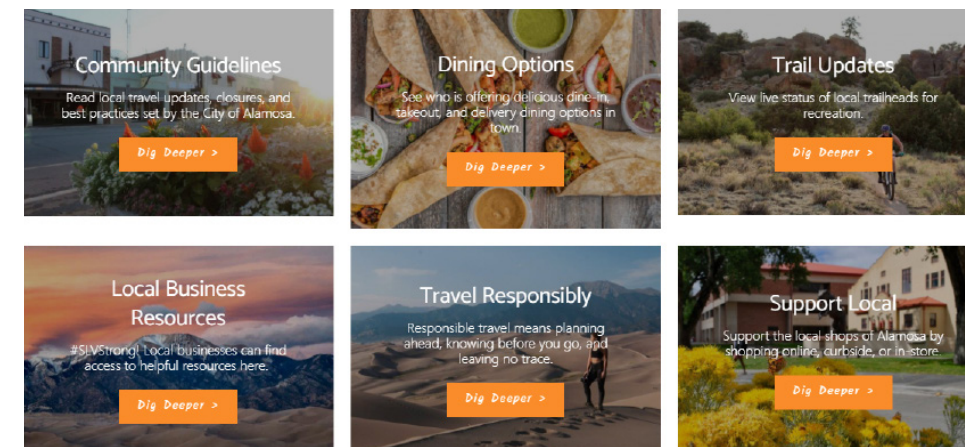 Community Guidelines
Read local travel updates, closures, and
best practices set by the City of Alamosa.
Dig Deeper >
Dining Options
See who is offering delicious dine-in,
takeout, and delivery dining options in
town.
Dig Deeper >
Trail Updates
View live status of local trailheads for
recreation.
Dig Deeper >
Local Business
Resources
#SLVStrong! Local businesses can find
access to helpful resources here.
Dig Deeper >
Travel Responsibly
Responsible travel means planning
ahead, knowing before you go, and
leaving no trace.
Dig Deeper >
Support Local
Support the local shops of Alamosa by
shopping online, curbside, or in-store.
Dig Deeper >